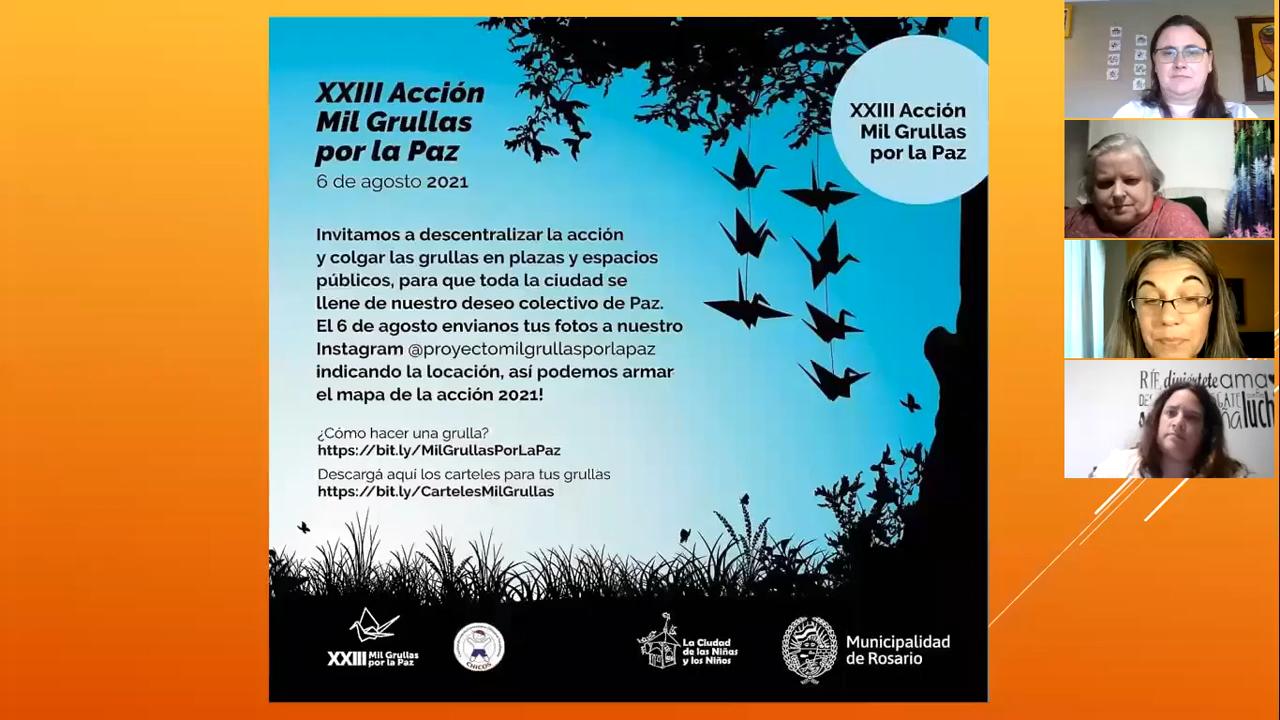 XXIII Acción
Mil Grullas
por la Paz
6 de agosto 2021
XXIII Acción
Mil Grullas
por la Paz
Invitamos a descentralizar la acción
y colgar las grullas en plazas y espacios
públicos, para que toda la ciudad se
llene de nuestro deseo colectivo de Paz.
El 6 de agosto envianos tus fotos a nuestro
Instagram @proyectomilgrullasporlapaz
indicando la locación, así podemos armar
el mapa de la acción 2021!
¿Cómo hacer una grulla?
https://bit.ly/MilGrullasPorLaPaz
Descargá aquí los carteles para tus grullas
https://bit.ly/CartelesMilGrullas
XXIII Mil Grullas
por la Paz
CHICOS
La Ciudad
de las Niñas
y los Niños
Municipalidad
de Rosario
RÍE diviértete ama
luch